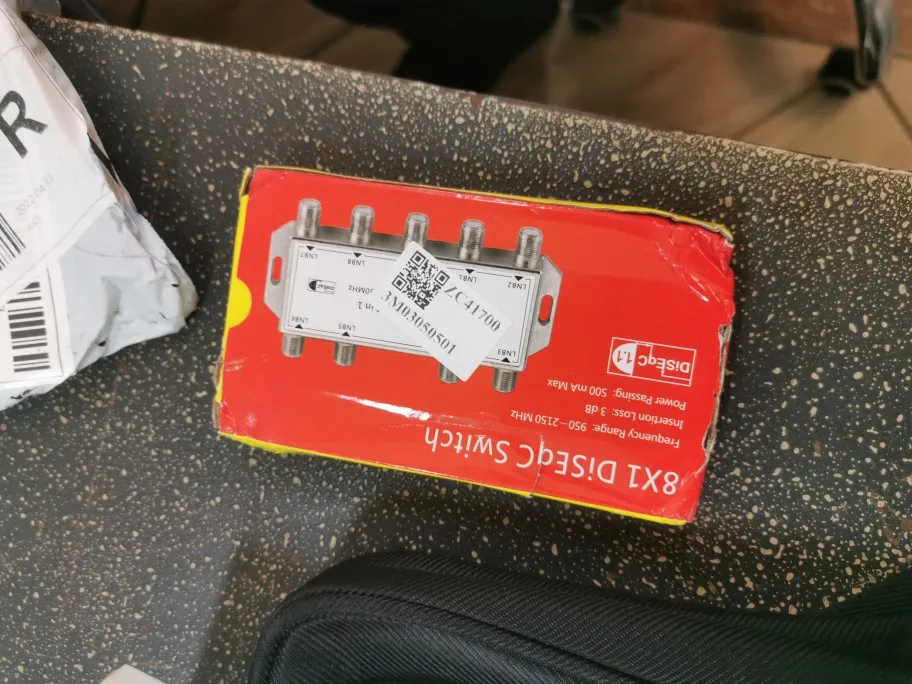 8X1 DiSEqC Switch
Frequency Range: 950~2150 MHz
Insertion Loss: 3 dB
Power Passing: 500 mA Max
DiSEqC 1.1
LNB3
LNB5
LNB6
LNB2
LNB1
LNB8
LNB7
ZC41700
3M03050501
R